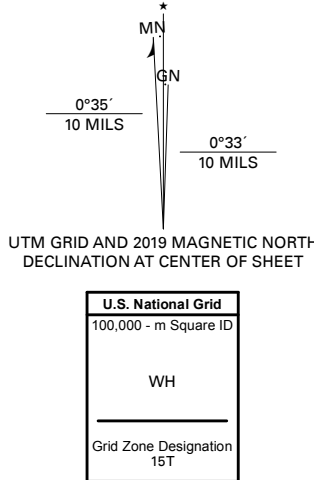 ★
MN
GN
0°35´
10 MILS
0°33´
10 MILS
UTM GRID AND 2019 MAGNETIC NORTH
DECLINATION AT CENTER OF SHEET
U.S. National Grid
100,000 - m Square ID
WH
Grid Zone Designation
15T